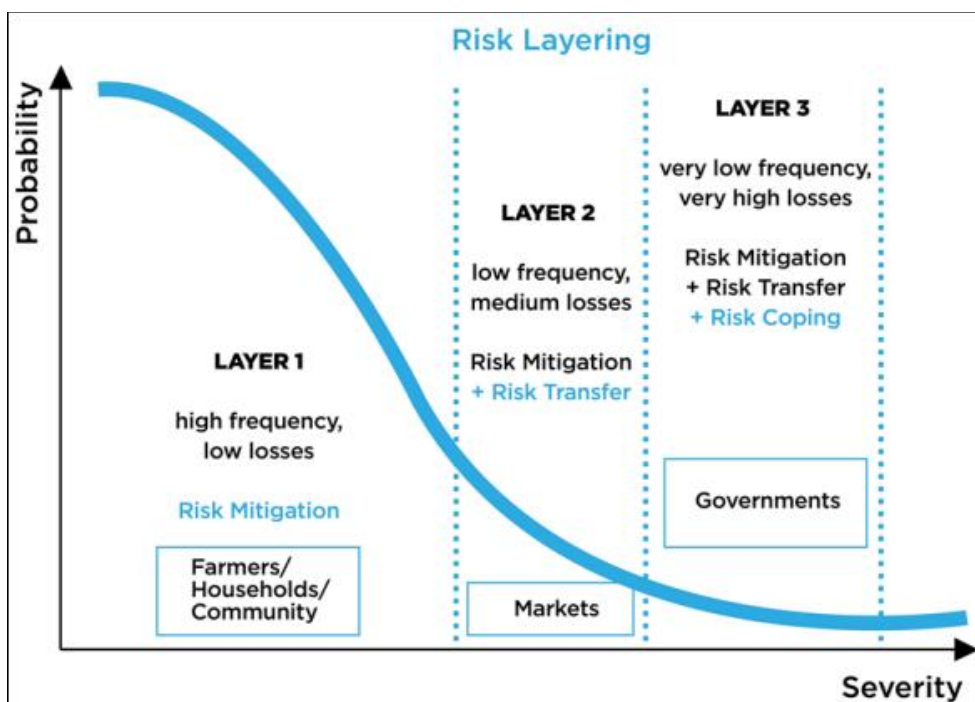 Risk Layering
Probability
LAYER 1
high frequency,
low losses
Risk Mitigation
Farmers/
Households/
Community
LAYER 2
low frequency,
medium losses
Risk Mitigation
+ Risk Transfer
Markets
LAYER 3
very low frequency,
very high losses
Risk Mitigation
+ Risk Transfer
+ Risk Coping
Governments
Severity